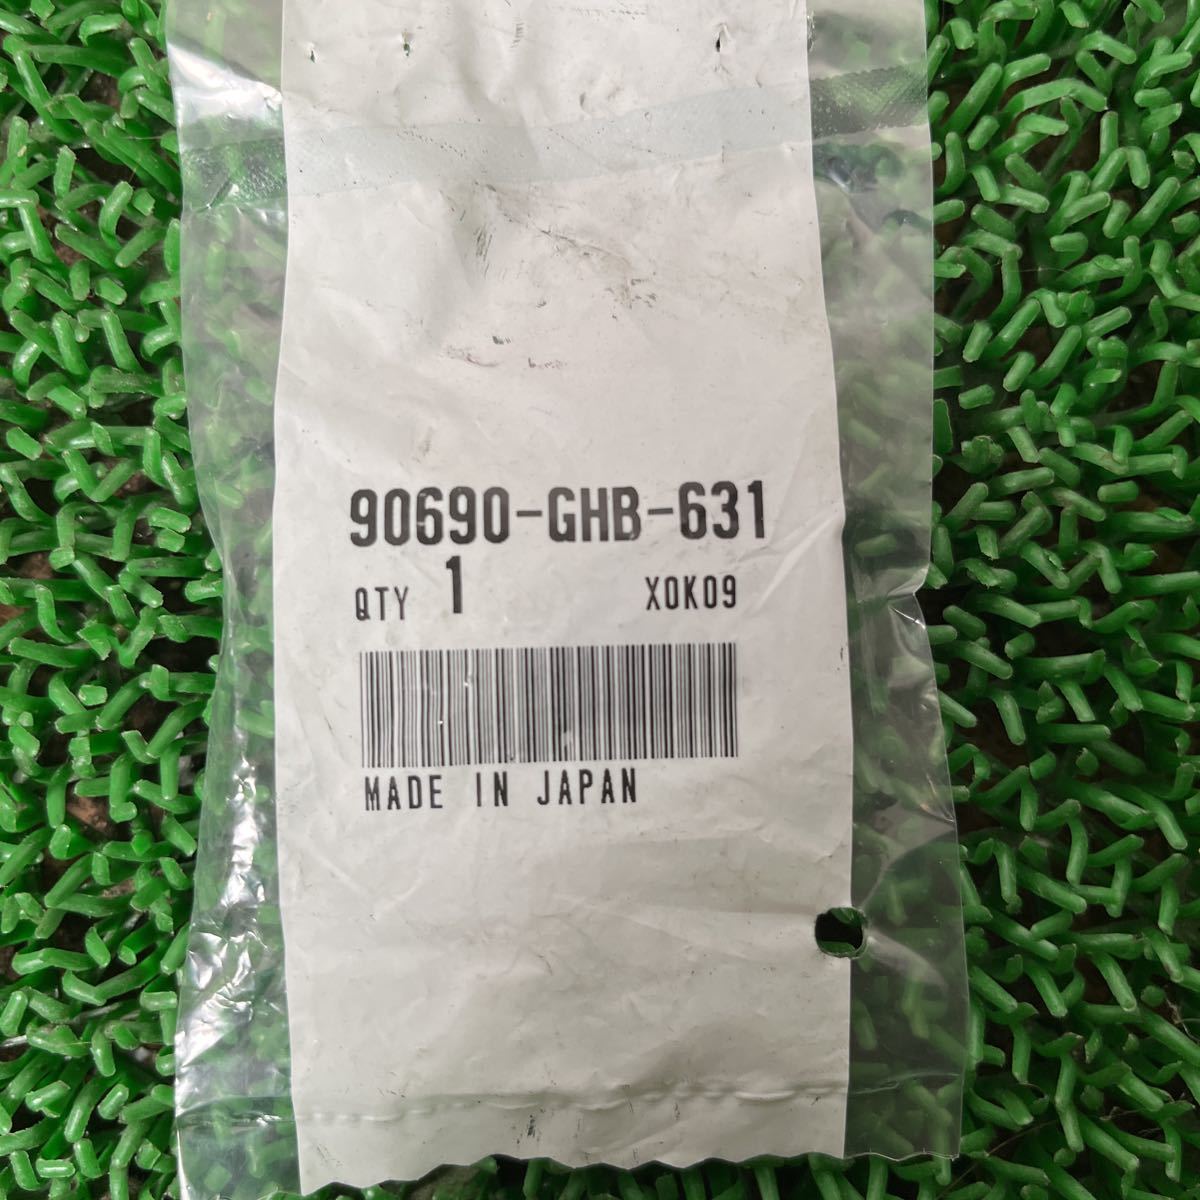 90690-GHB-631
QTY 1 X0K09
MADE IN JAPAN